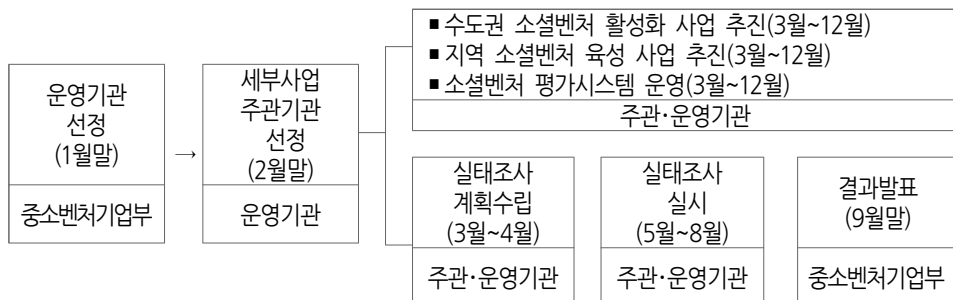 ■ 수도권 소셜벤처 활성화 사업 추진(3월~12월)
■ 지역 소셜벤처 육성 사업 추진(3월~12월)
■ 소셜벤처 평가시스템 운영(3월~12월)
주관·운영기관
운영기관
선정
(1월말)
중소벤처기업부
→
세부사업
주관기관
선정
(2월말)
운영기관
실태조사
계획수립
(3월~4월)
주관·운영기관
실태조사
실시
(5월~8월)
주관·운영기관
결과발표
(9월말)
중소벤처기업부